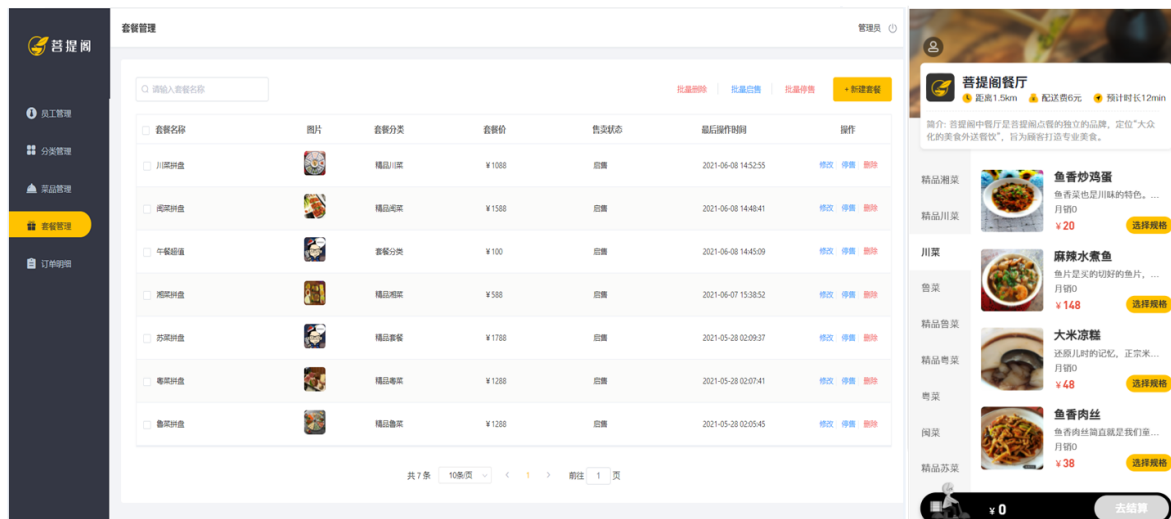 菩提阁
员工管理
分类管理
菜品管理
套餐管理
订单明细
套餐管理
管理员
请输入套餐名称
批量删除 批量启售 批量停售 + 新建套餐
套餐名称 图片 套餐分类 套餐价 售卖状态 最后操作时间 操作
川菜拼盘 精品川菜 ¥1088 启售 2021-06-08 14:52:55 修改 停售 删除
闽菜拼盘 精品闽菜 ¥1588 启售 2021-06-08 14:48:41 修改 停售 删除
午餐超值 套餐分类 ¥100 启售 2021-06-08 14:45:09 修改 停售 删除
湘菜拼盘 精品湘菜 ¥588 启售 2021-06-07 15:38:52 修改 停售 删除
苏菜拼盘 精品套餐 ¥1788 启售 2021-05-28 02:09:37 修改 停售 删除
粤菜拼盘 精品粤菜 ¥1288 启售 2021-05-28 02:07:41 修改 停售 删除
鲁菜拼盘 精品鲁菜 ¥1288 启售 2021-05-28 02:05:45 修改 停售 删除
共 7 条 10条/页 1 前往 1 页
菩提阁餐厅
距离1.5km 配送费6元 预计时长12min
简介: 菩提阁中餐厅是菩提阁点餐的独立的品牌，定位"大众
化的美食外送餐饮"，旨为顾客打造专业美食。
精品湘菜
精品川菜
川菜
鲁菜
精品鲁菜
精品粤菜
粤菜
闽菜
精品苏菜
鱼香炒鸡蛋
鱼香菜也是川味的特色。...
月销0
¥20 选择规格
麻辣水煮鱼
鱼片是买的切好的鱼片，...
月销0
¥148 选择规格
大米凉糕
还原儿时的记忆，正宗米...
月销0
¥48 选择规格
鱼香肉丝
鱼香肉丝简直就是我们童...
月销0
¥38 选择规格
¥0 去结算